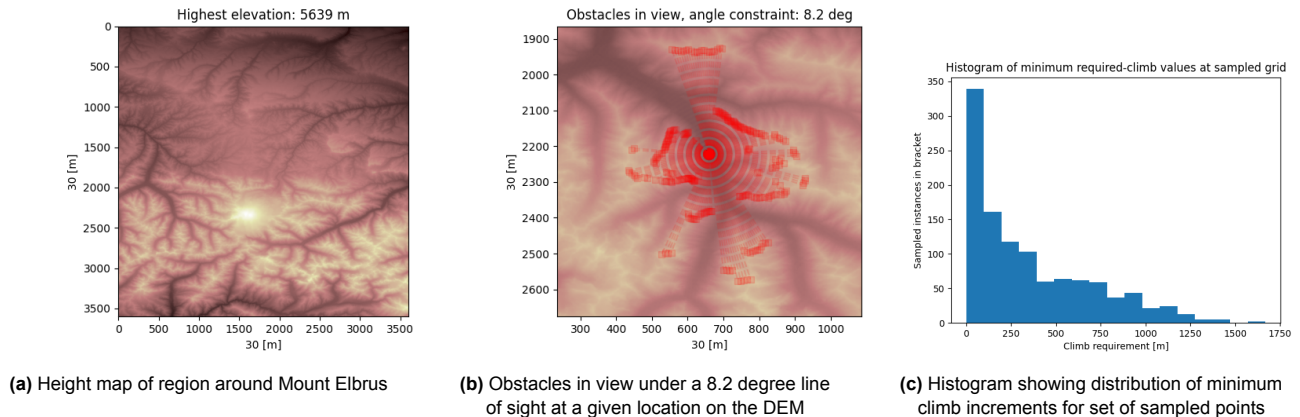 Highest elevation: 5639 m
0
500
1000
1500
2000
2500
3000
3500
30 [m]
0 500 1000 1500 2000 2500 3000 3500
30 [m]
(a) Height map of region around Mount Elbrus
Obstacles in view, angle constraint: 8.2 deg
1900
2000
2100
2200
2300
2400
2500
2600
30 [m]
300 400 500 600 700 800 900 1000
30 [m]
(b) Obstacles in view under a 8.2 degree line
of sight at a given location on the DEM
Histogram of minimum required-climb values at sampled grid
350
300
250
200
150
100
50
0
Sampled instances in bracket
0 250 500 750 1000 1250 1500 1750
Climb requirement [m]
(c) Histogram showing distribution of minimum
climb increments for set of sampled points